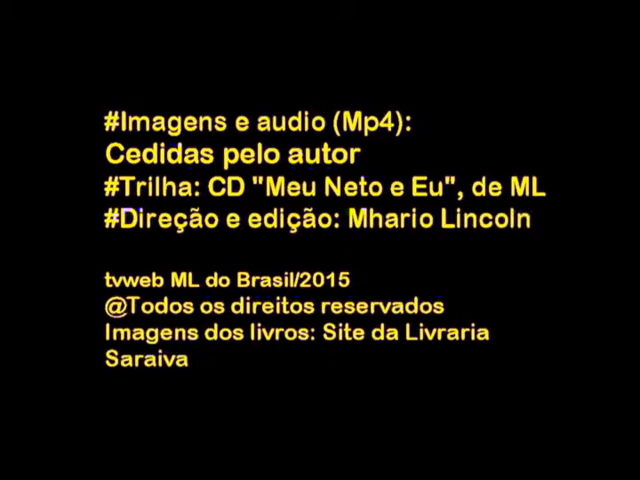 #Imagens e audio (Mp4):
Cedidas pelo autor
#Trilha: CD "Meu Neto e Eu", de ML
#Direção e edição: Mhario Lincoln
tvweb ML do Brasil/2015
@Todos os direitos reservados
Imagens dos livros: Site da Livraria
Saraiva